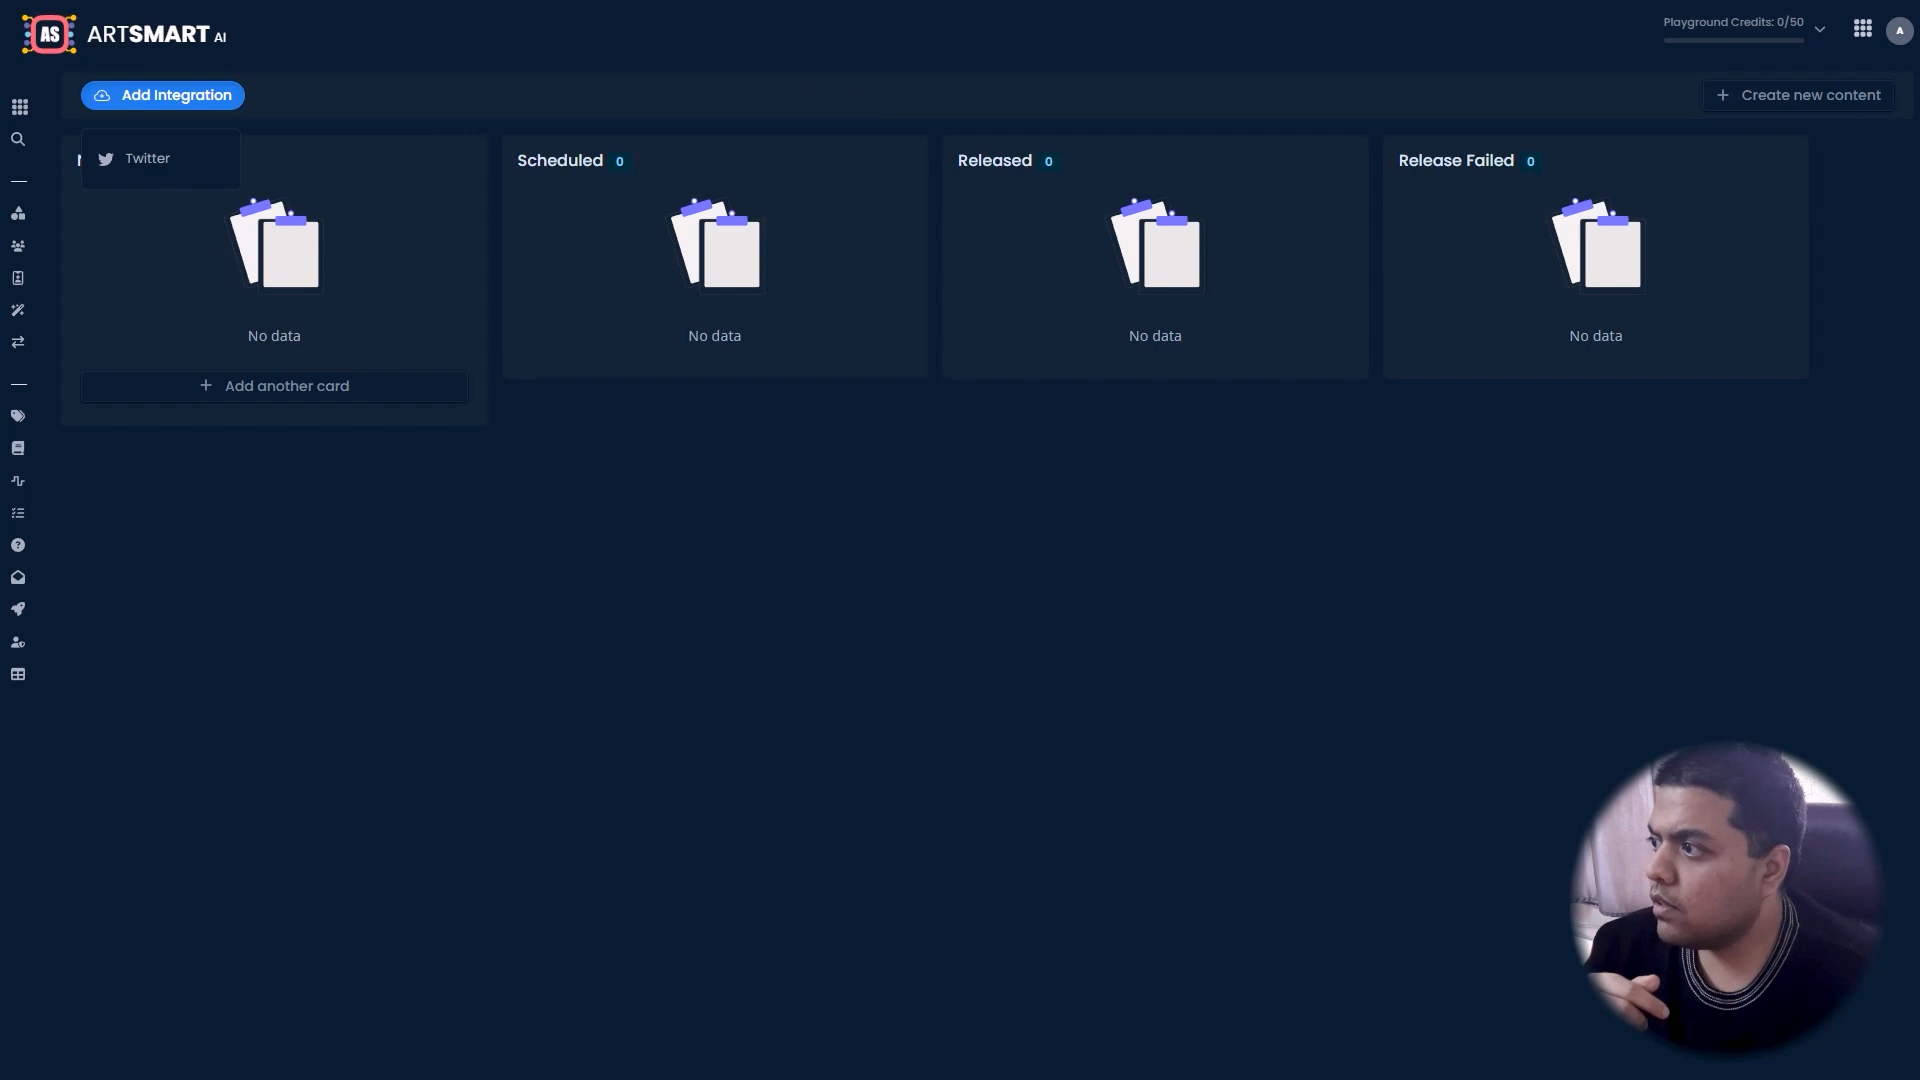 AS ARTSMART AI
Playground Credits: 0/50
A
Add Integration
Create new content
Twitter
Scheduled 0
Released 0
Release Failed 0
No data
No data
No data
No data
Add another card